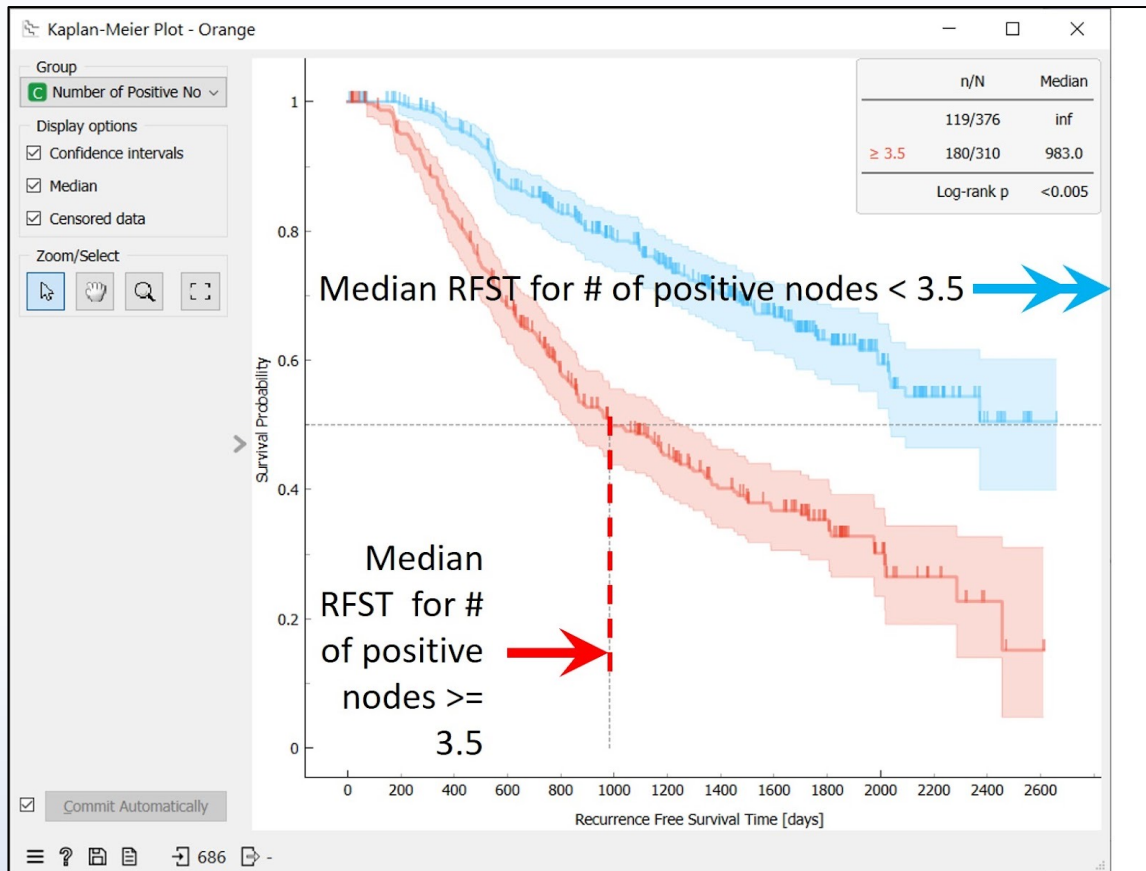 Kaplan-Meier Plot - Orange
Group
C Number of Positive No
Display options
Confidence intervals
Median
Censored data
Zoom/Select
Commit Automatically
686 -
n/N Median
119/376 inf
≥ 3.5 180/310 983.0
Log-rank p <0.005
Median RFST for # of positive nodes < 3.5
Median
RFST for #
of positive
nodes >=
3.5
Survival Probability
1
0.8
0.6
0.4
0.2
0
0 200 400 600 800 1000 1200 1400 1600 1800 2000 2200 2400 2600
Recurrence Free Survival Time [days]